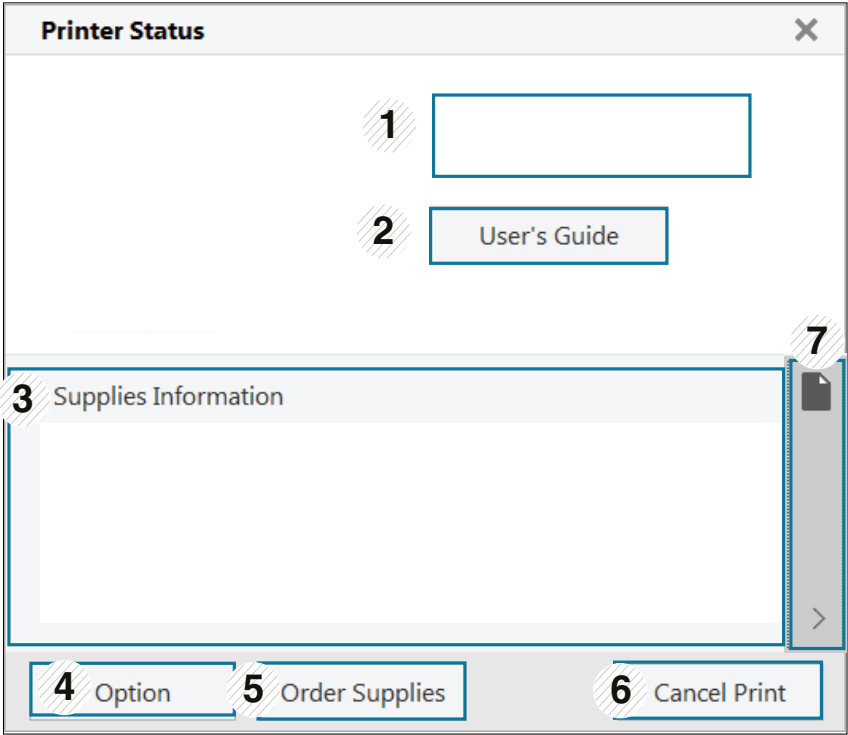 Printer Status
1
2 User's Guide
7
3 Supplies Information
4 Option 5 Order Supplies 6 Cancel Print